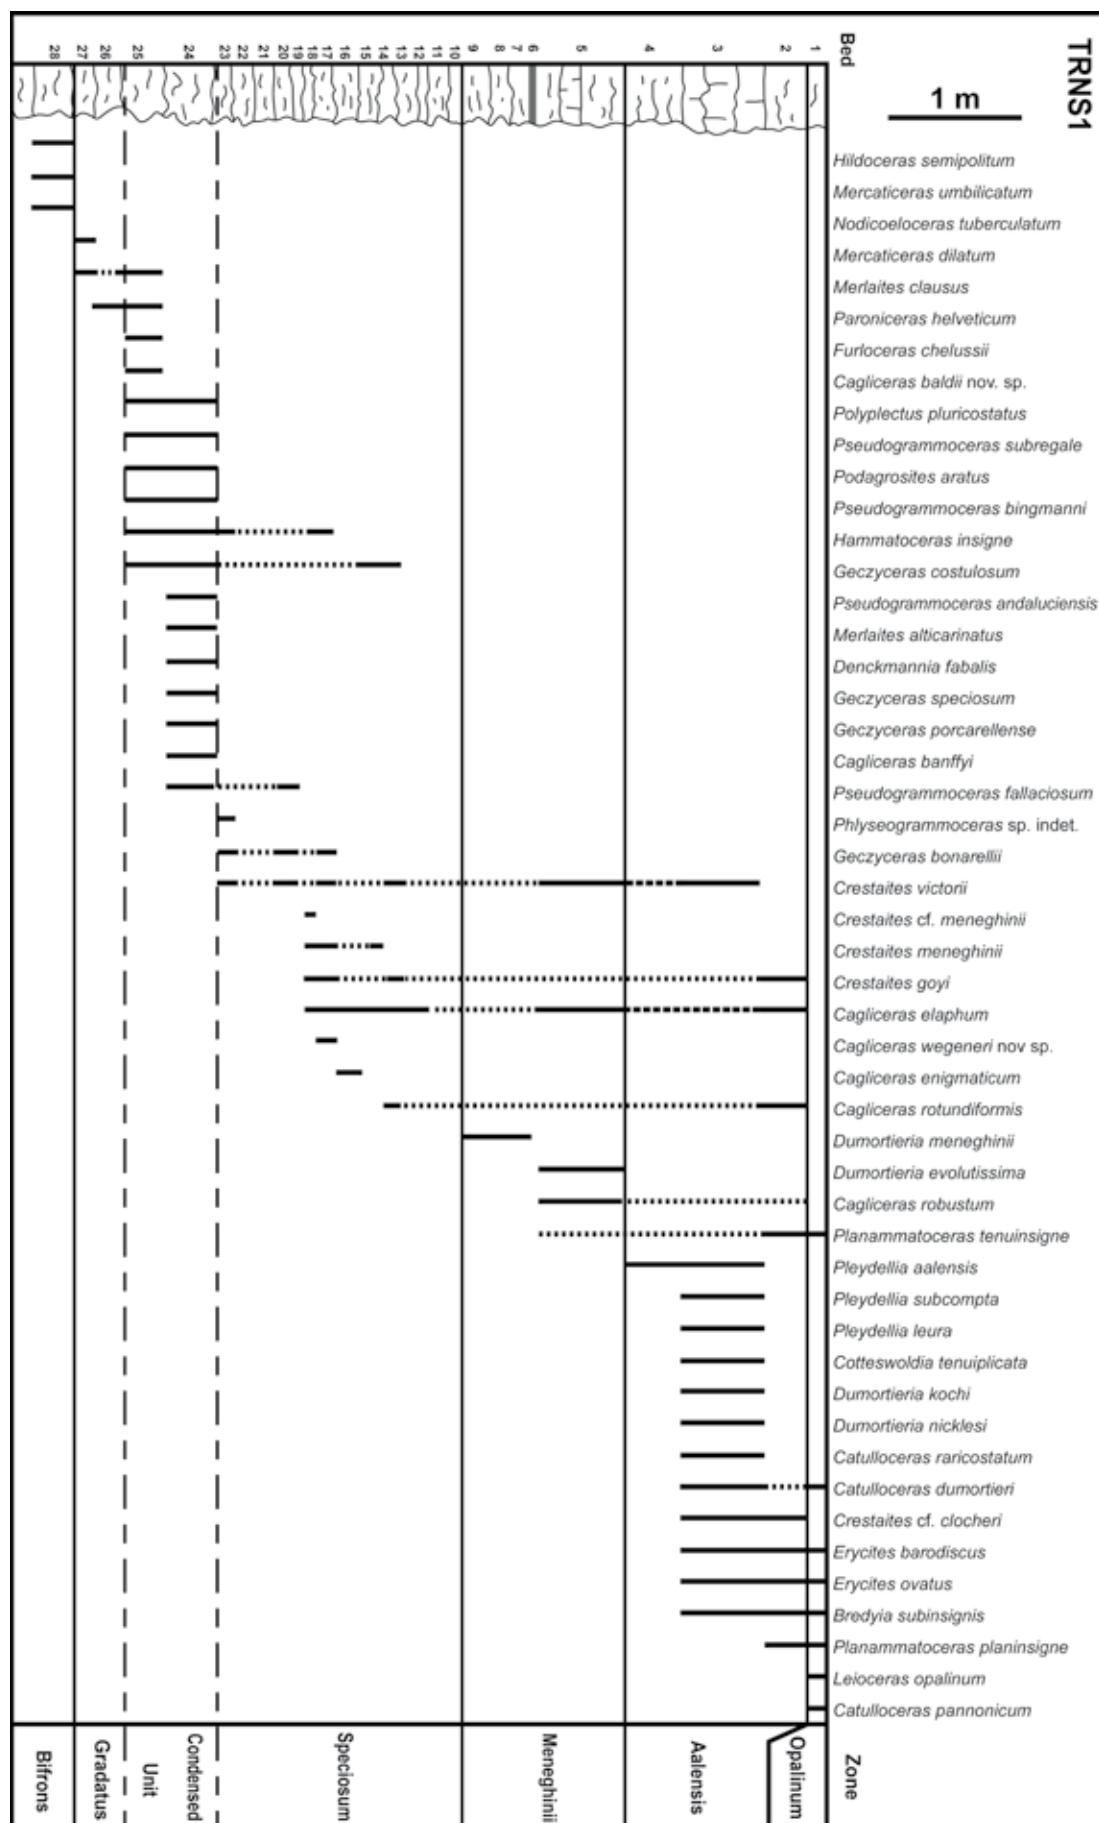 TRNS1
1 m
Bed
28
27
26
25
24
23
22
21
20
19
18
17
16
15
14
13
12
11
10
9
8
7
6
5
4
3
2
1
Hildoceras semipolitum
Mercaticeras umbilicatum
Nodicoeloceras tuberculatum
Mercaticeras dilatum
Merlaites clausus
Paroniceras helveticum
Furloceras chelussii
Cagliceras baldii nov. sp.
Polyplectus pluricostatus
Pseudogrammoceras subregale
Podagrosites aratus
Pseudogrammoceras bingmanni
Hammatoceras insigne
Geczyceras costulosum
Pseudogrammoceras andaluciensis
Merlaites alticarinatus
Denckmannia fabalis
Geczyceras speciosum
Geczyceras porcarellense
Cagliceras banffyi
Pseudogrammoceras fallaciosum
Phlyseogrammoceras sp. indet.
Geczyceras bonarellii
Crestaites victorii
Crestaites cf. meneghinii
Crestaites meneghinii
Crestaites goyi
Cagliceras elaphum
Cagliceras wegeneri nov sp.
Cagliceras enigmaticum
Cagliceras rotundiformis
Dumortieria meneghinii
Dumortieria evolutissima
Cagliceras robustum
Planammatoceras tenuinsigne
Pleydellia aalensis
Pleydellia subcompta
Pleydellia leura
Cotteswoldia tenuiplicata
Dumortieria kochi
Dumortieria nicklesi
Catulloceras raricostatum
Catulloceras dumortieri
Crestaites cf. clocheri
Erycites barodiscus
Erycites ovatus
Bredyia subinsignis
Planammatoceras planinsigne
Leioceras opalinum
Catulloceras pannonicum
Zone
Opalinum
Aalensis
Meneghinii
Speciosum
Condensed
Unit
Gradatus
Bifrons